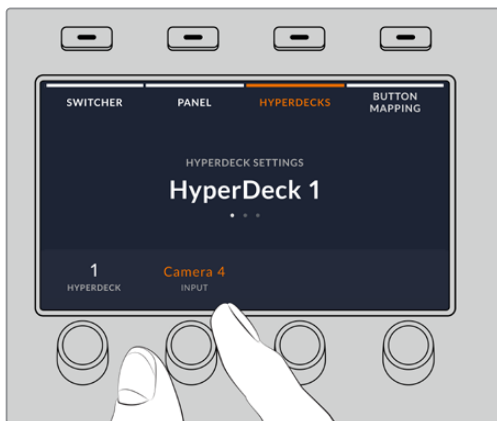 SWITCHER
PANEL
HYPERDECKS
BUTTON
MAPPING
HYPERDECK SETTINGS
HyperDeck 1
1
HYPERDECK
Camera 4
INPUT